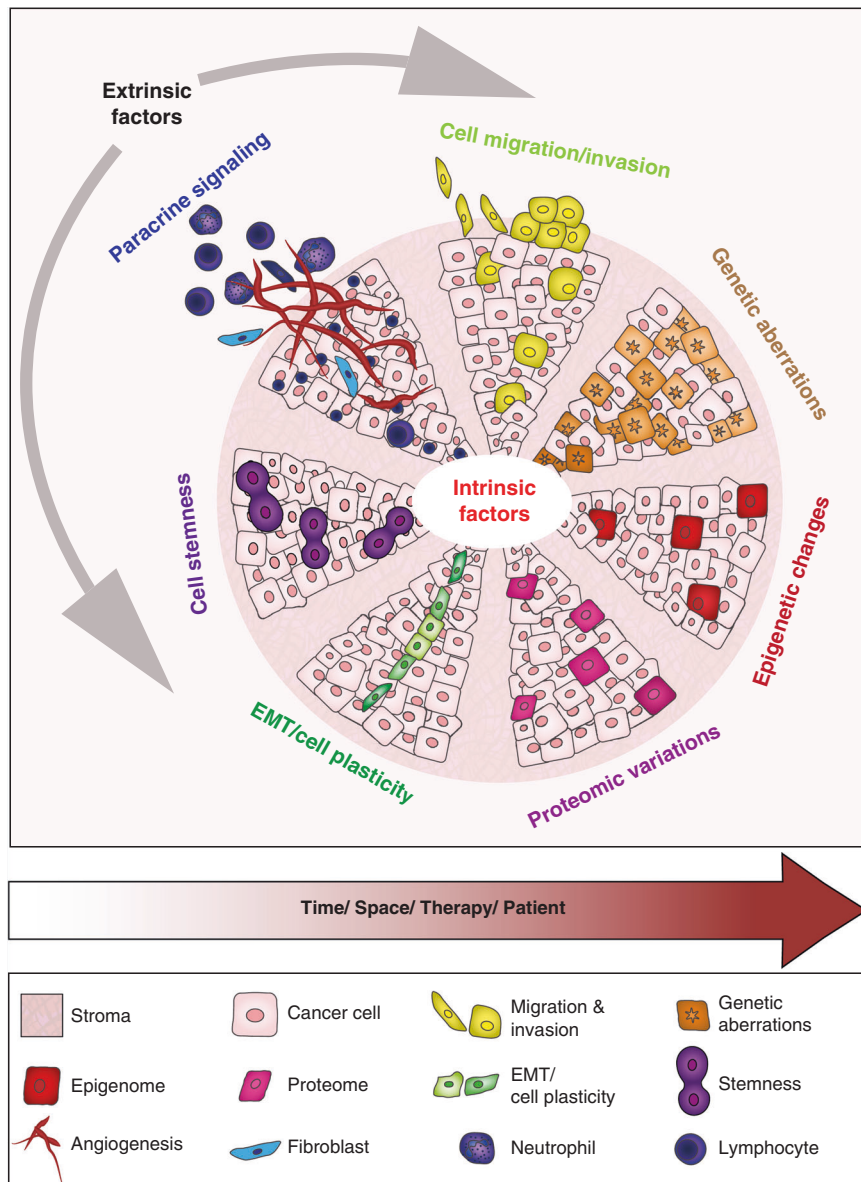 Extrinsic
factors
Cell migration/invasion
Paracrine signaling
Genetic aberrations
Intrinsic
factors
Cell stemness
Epigenetic changes
EMT/cell plasticity
Proteomic variations
Time/ Space/ Therapy/ Patient
Stroma
Cancer cell
Migration &
invasion
Genetic
aberrations
Epigenome
Proteome
EMT/
cell plasticity
Stemness
Angiogenesis
Fibroblast
Neutrophil
Lymphocyte